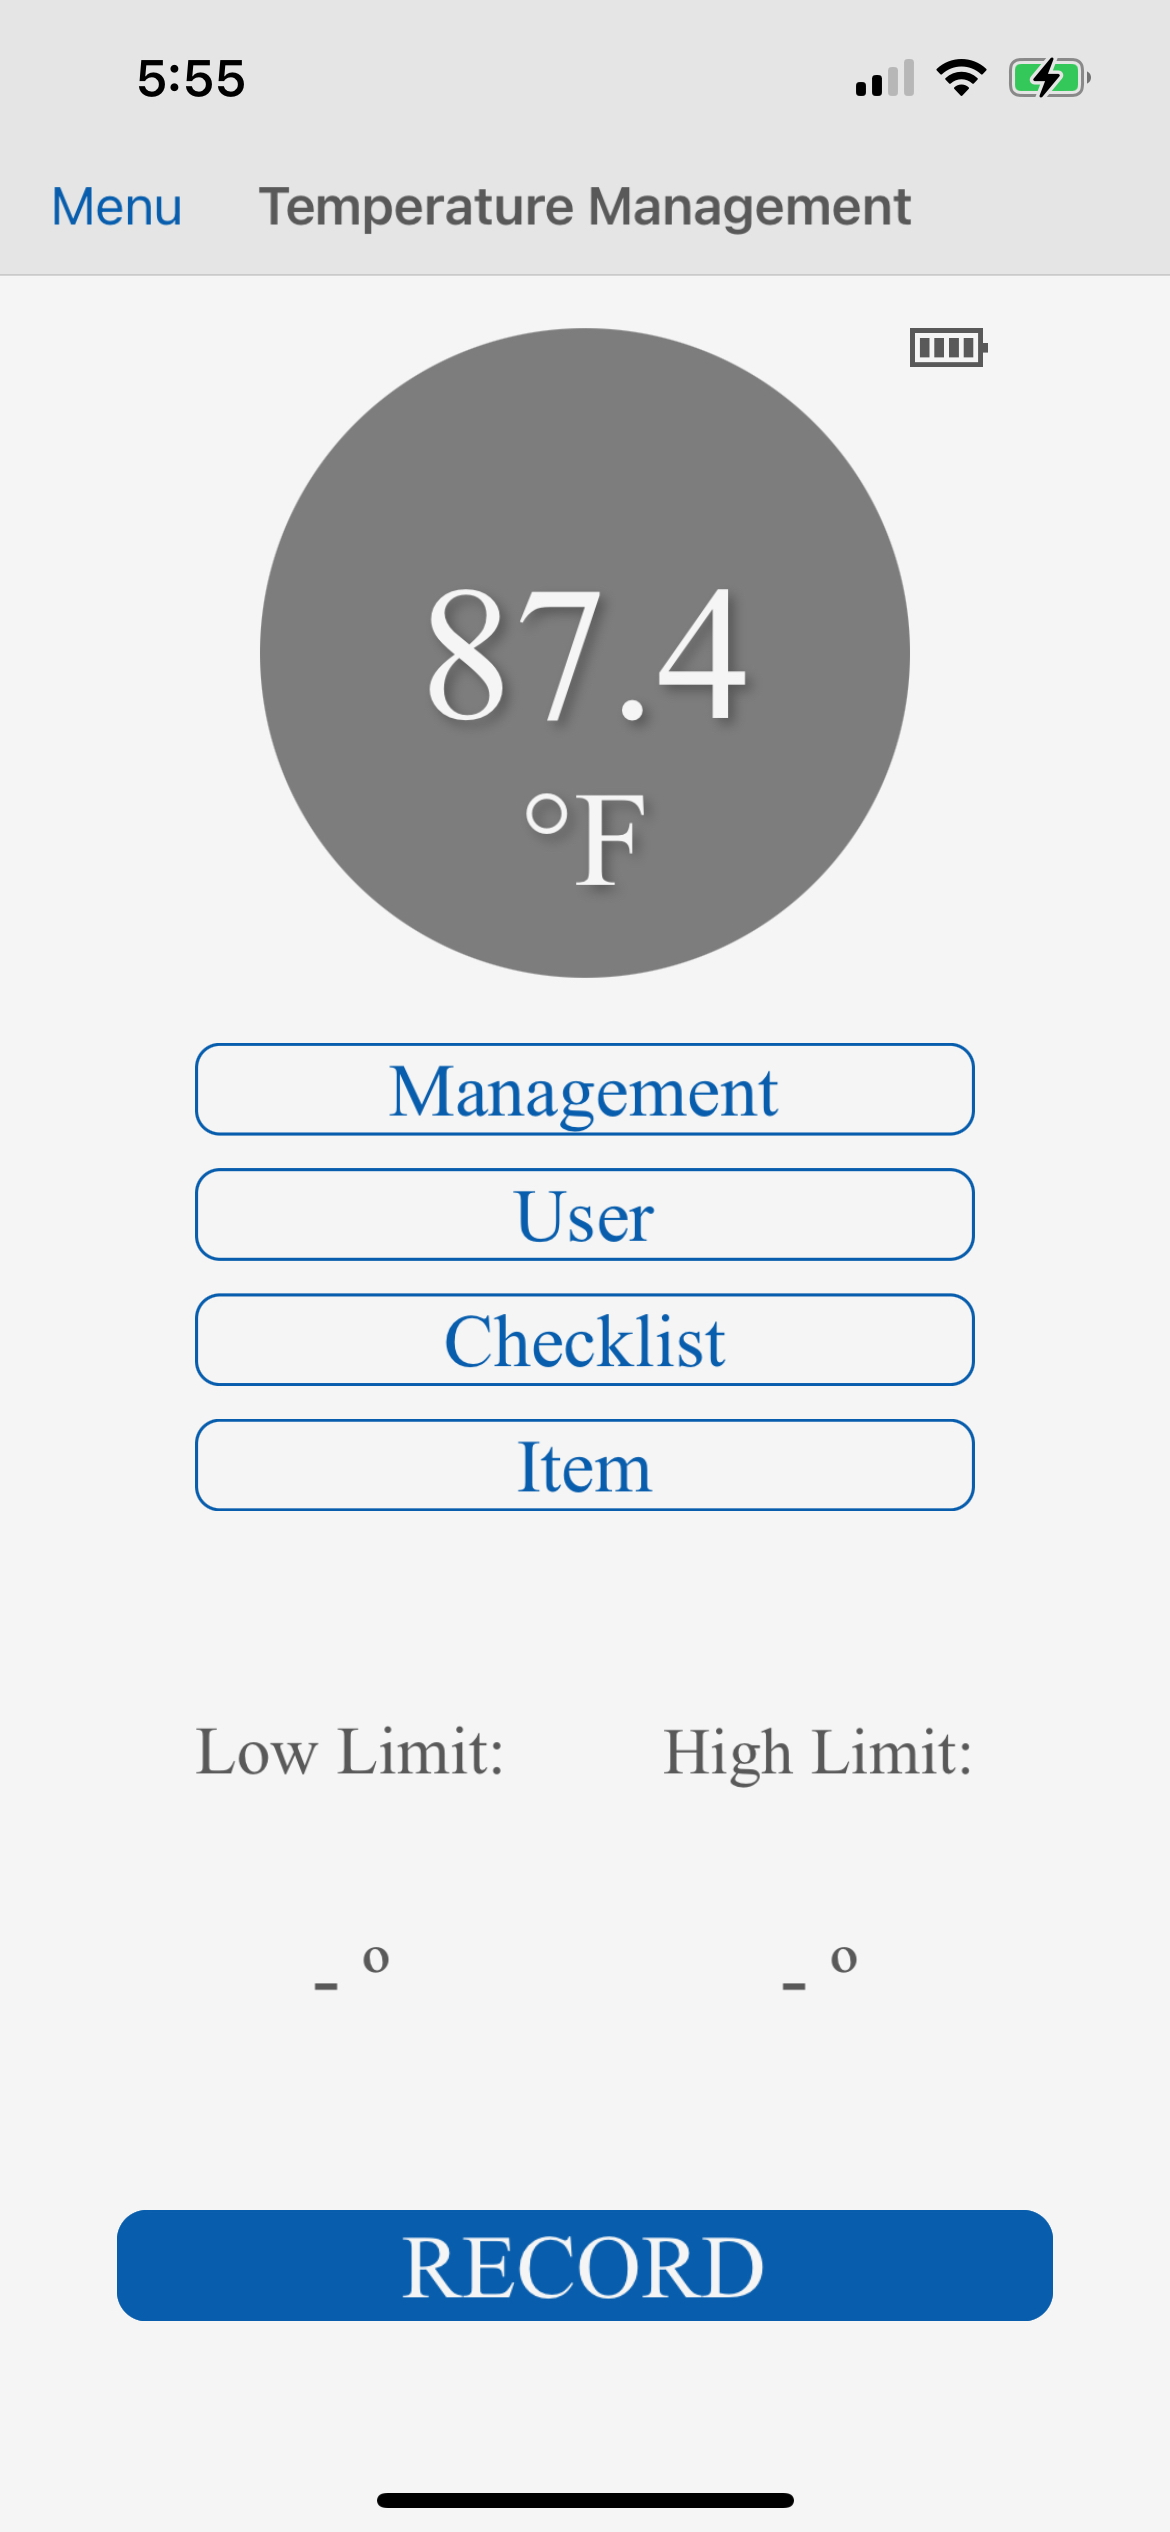 5:55
Menu Temperature Management
87.4
°F
Management
User
Checklist
Item
Low Limit: High Limit:
- º - º
RECORD